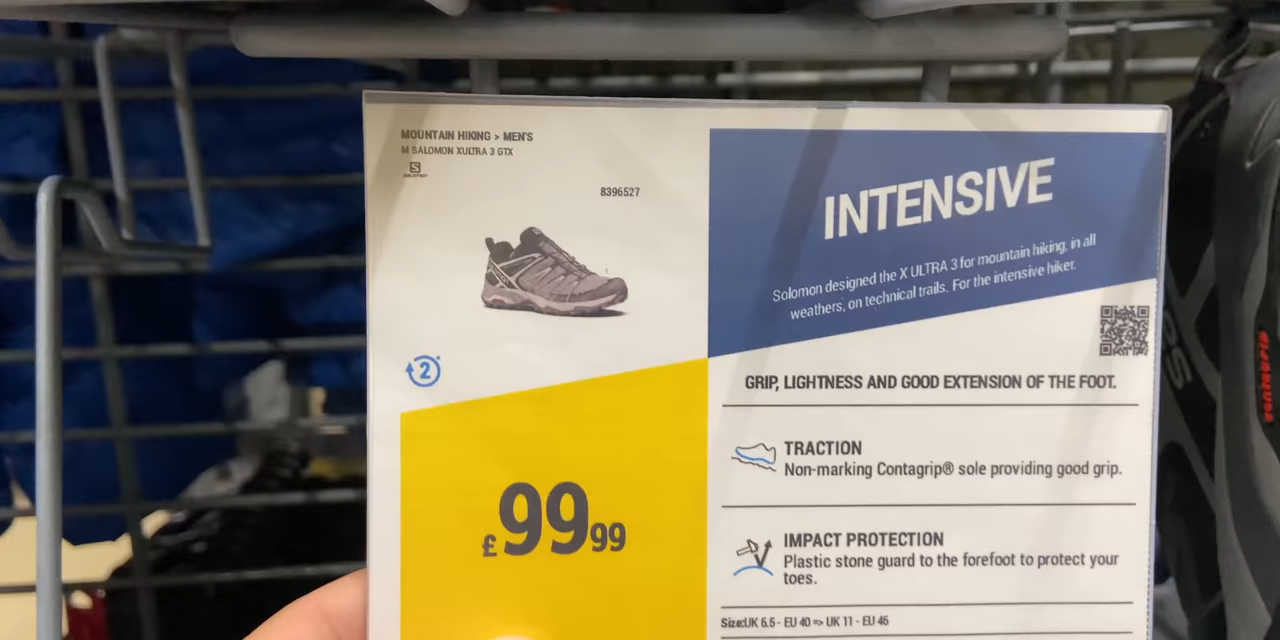 MOUNTAIN HIKING > MEN'S
M SALOMON XULTRA 3 GTX
SALOMON
B396527
2
£9999
INTENSIVE
Solomon designed the X ULTRA 3 for mountain hiking, in all
weathers, on technical trails. For the intensive hiker.
GRIP, LIGHTNESS AND GOOD EXTENSION OF THE FOOT.
TRACTION
Non-marking Contagrip® sole providing good grip.
IMPACT PROTECTION
Plastic stone guard to the forefoot to protect your
toes.
Size:UK 6.5 - EU 40 => UK 11 - EU 46